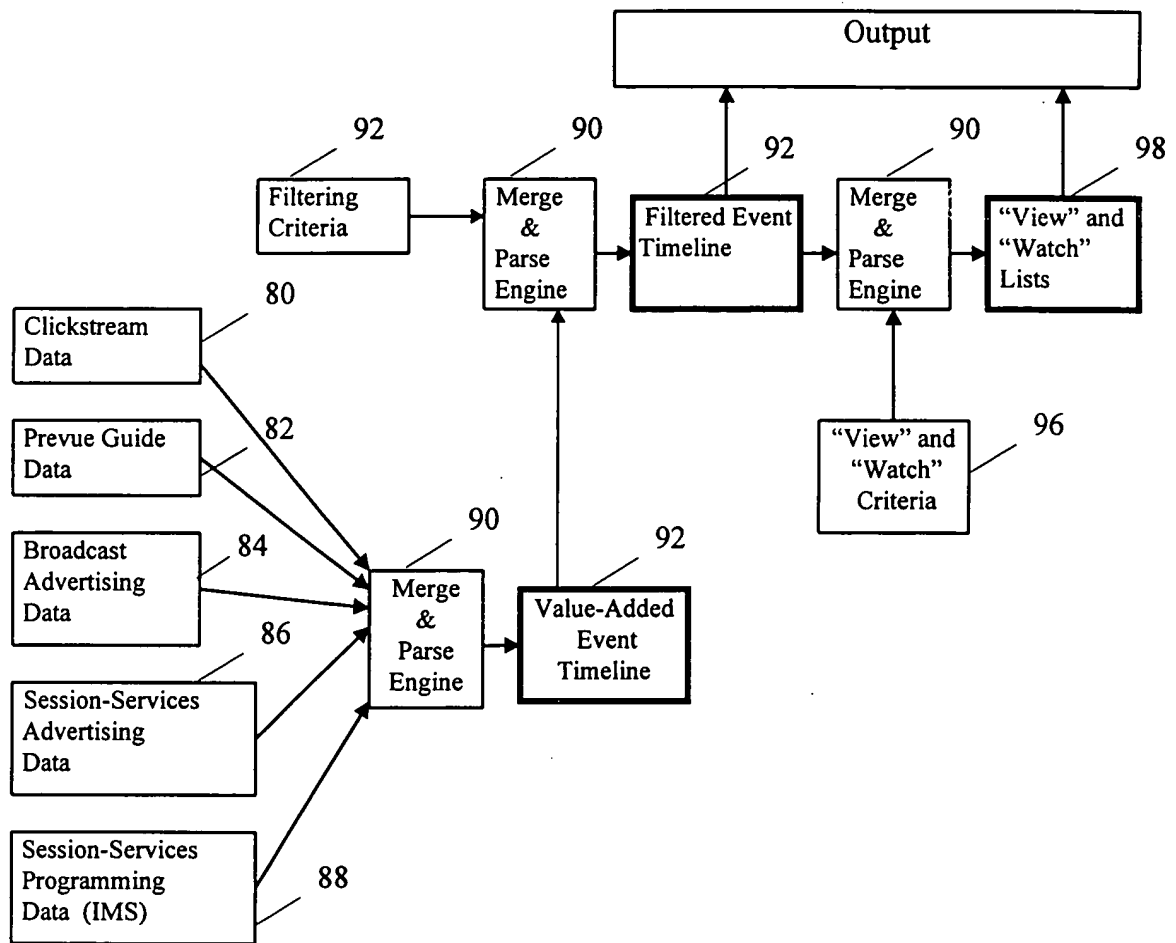 Output
92
90
92
90
98
Filtering
Criteria
Merge
&
Parse
Engine
Filtered Event
Timeline
Merge
&
Parse
Engine
“View” and
“Watch”
Lists
80
Clickstream
Data
82
Prevue Guide
Data
“View” and
“Watch”
Criteria
96
84
Broadcast
Advertising
Data
90
92
Merge
&
Parse
Engine
Value-Added
Event
Timeline
86
Session-Services
Advertising
Data
Session-Services
Programming
Data (IMS)
88